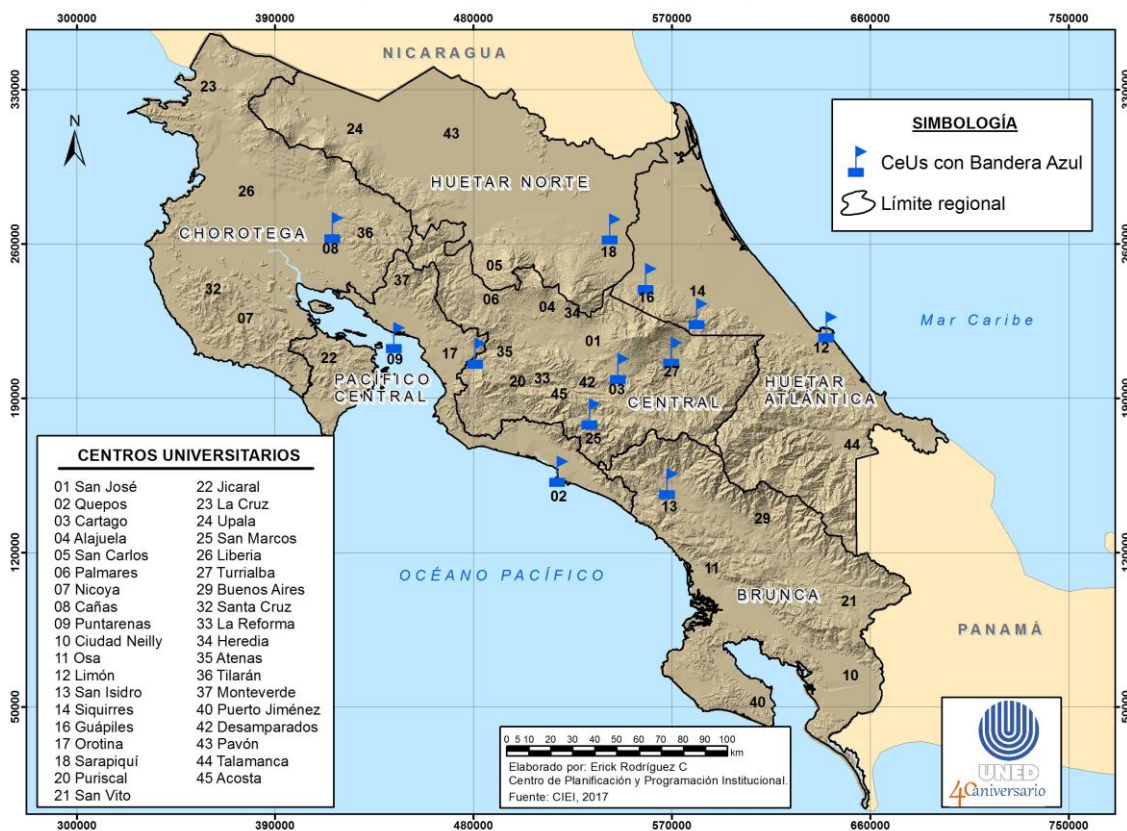 300000 390000 480000 570000 660000 750000
NICARAGUA
330000 330000
23
N
24 43
SIMBOLOGÍA
CeUs con Bandera Azul
Límite regional
HUETAR NORTE
26
CHOROTEGA
08 36
18
260000 260000
05
37
16
14
32
06 04 34
07
01
12
Mar Caribe
09
17 35
22
PACÍFICO
CENTRAL
20 33 42 03
27
45
CENTRAL
HUETAR
ATLÁNTICA
190000 190000
25
44
02
13
29
120000 120000
OCÉANO PACÍFICO
11
BRUNCA
21
PANAMÁ
10
40
50000 50000
CENTROS UNIVERSITARIOS
01 San José
02 Quepos
03 Cartago
04 Alajuela
05 San Carlos
06 Palmares
07 Nicoya
08 Cañas
09 Puntarenas
10 Ciudad Neilly
11 Osa
12 Limón
13 San Isidro
14 Siquirres
16 Guápiles
17 Orotina
18 Sarapiquí
20 Puriscal
21 San Vito
22 Jicaral
23 La Cruz
24 Upala
25 San Marcos
26 Liberia
27 Turrialba
29 Buenos Aires
32 Santa Cruz
33 La Reforma
34 Heredia
35 Atenas
36 Tilarán
37 Monteverde
40 Puerto Jiménez
42 Desamparados
43 Pavón
44 Talamanca
45 Acosta
0 5 10 20 30 40 50 60 70 80 90 100
km
Elaborado por: Erick Rodríguez C
Centro de Planificación y Programación Institucional.
Fuente: CIEI, 2017
UNED
40 aniversario
300000 390000 480000 570000 660000 750000